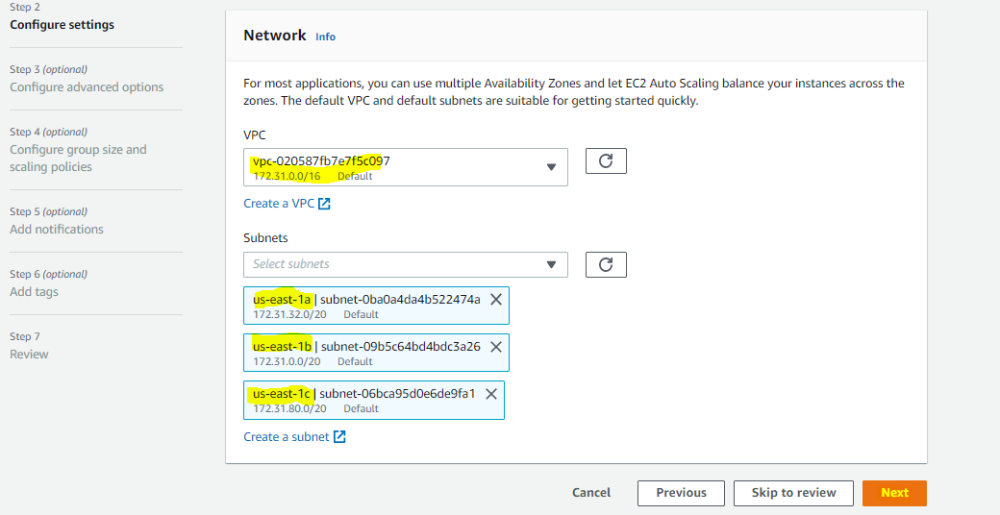 Step 2
Configure settings
Step 3 (optional)
Configure advanced options
Step 4 (optional)
Configure group size and
scaling policies
Step 5 (optional)
Add notifications
Step 6 (optional)
Add tags
Step 7
Review
Network Info
For most applications, you can use multiple Availability Zones and let EC2 Auto Scaling balance your instances across the
zones. The default VPC and default subnets are suitable for getting started quickly.
VPC
vpc-020587fb7e7f5c097
172.31.0.0/16 Default
Create a VPC
Subnets
Select subnets
us-east-1a | subnet-0ba0a4da4b522474a
172.31.32.0/20 Default
us-east-1b | subnet-09b5c64bd4bdc3a26
172.31.0.0/20 Default
us-east-1c | subnet-06bca95d0e6de9fa1
172.31.80.0/20 Default
Create a subnet
Cancel Previous Skip to review Next